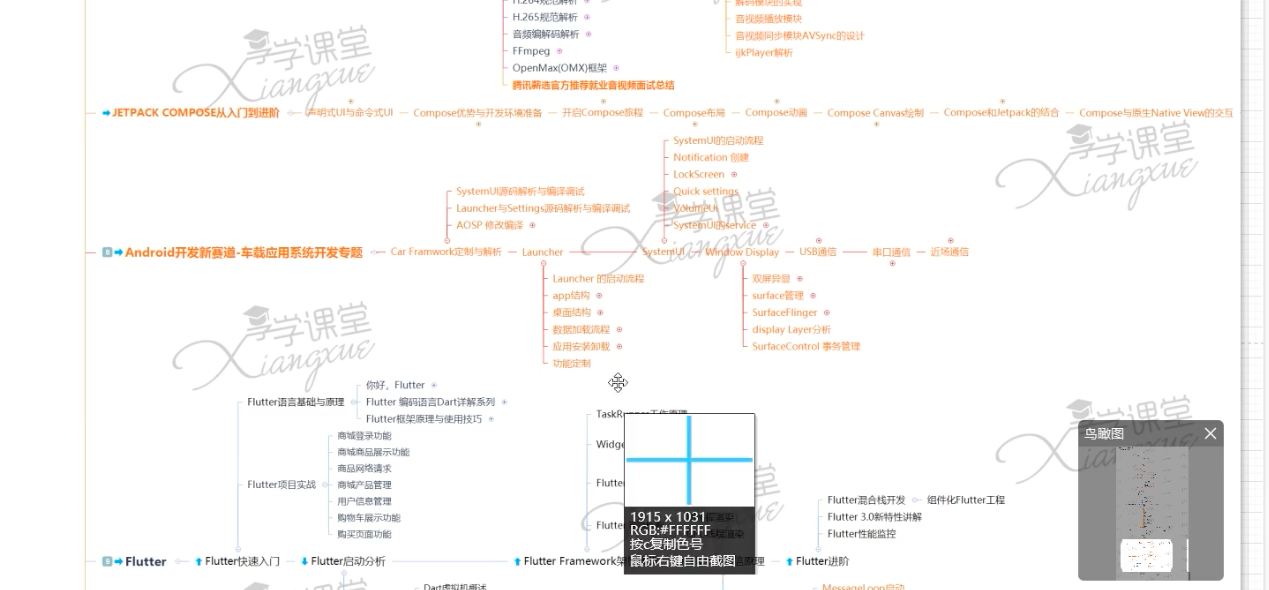 H.264规范解析
H.265规范解析
音频编解码解析
FFmpeg
OpenMax(OMX)框架
腾讯薪选官方推荐就业音视频面试总结
解码模块的实现
音视频播放模块
音视频同步模块AVSync的设计
ijkPlayer解析
享学课堂
Xiangxue
JETPACK COMPOSE从入门到进阶
声明式UI与命令式UI
Compose优势与开发环境准备
开启Compose旅程
Compose布局
Compose动画
Compose Canvas绘制
Compose和Jetpack的结合
Compose与原生Native View的交互
享学课堂
Xiangxue
SystemUI的启动流程
Notification 创建
LockScreen
Quick settings
VolumeUI
SystemUI的service
SystemUI源码解析与编译调试
Launcher与Settings源码解析与编译调试
AOSP 修改编译
享学课堂
Xiangxue
8
Android开发新赛道-车载应用系统开发专题
Car Framwork定制与解析
Launcher
SystemUI
Window Display
USB通信
串口通信
近场通信
Launcher 的启动流程
app结构
桌面结构
数据加载流程
应用安装卸载
功能定制
双屏异显
surface管理
SurfaceFlinger
display Layer分析
SurfaceControl 事务管理
享学课堂
Xiangxue
你好，Flutter
Flutter语言基础与原理
Flutter 编码语言Dart详解系列
Flutter框架原理与使用技巧
商城登录功能
商城商品展示功能
商品网络请求
Flutter项目实战
商城产品管理
用户信息管理
购物车展示功能
购买页面功能
享学课堂
鸟瞰图
1915 x 1031
RGB:#FFFFFF
按c复制色号
鼠标右键自由截图
Flutter混合栈开发
组件化Flutter工程
Flutter 3.0新特性讲解
Flutter性能监控
9
Flutter
Flutter快速入门
Flutter启动分析
Flutter Framework架
原理
Flutter进阶
Dart虚拟机概述
MessageLoop启动